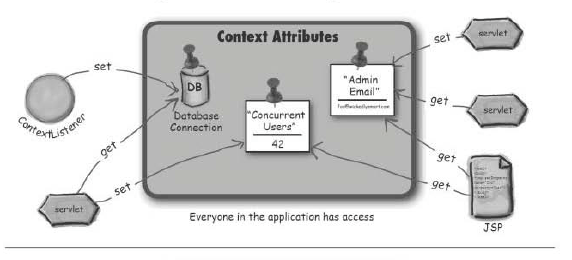 Context Attributes
set
set
servlet
DB
"Admin
Email"
ContextListener
Database
Connection
"Concurrent
Users"
42
get
servlet
get
set
get
get
servlet
Everyone in the application has access
JSP